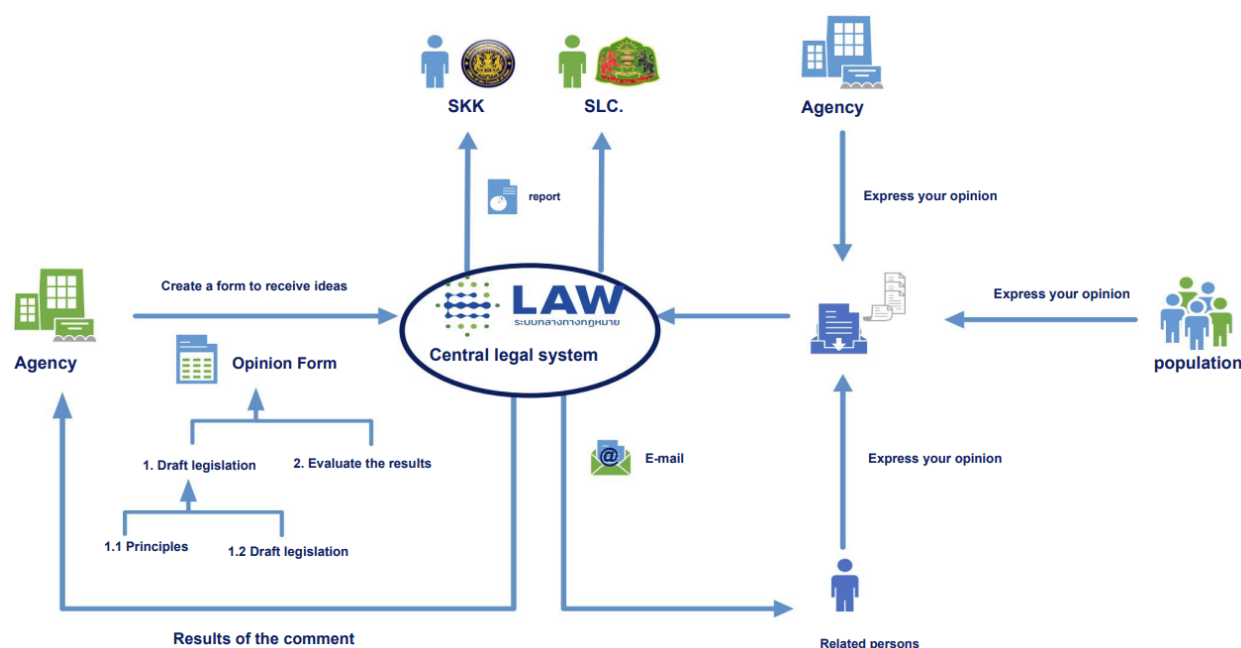 SKK
SLC.
Agency
report
Express your opinion
Create a form to receive ideas
LAW
ระบบกลางทางกฎหมาย
Express your opinion
Central legal system
Agency
Opinion Form
population
1. Draft legislation
2. Evaluate the results
@
E-mail
Express your opinion
1.1 Principles
1.2 Draft legislation
Results of the comment
Related persons